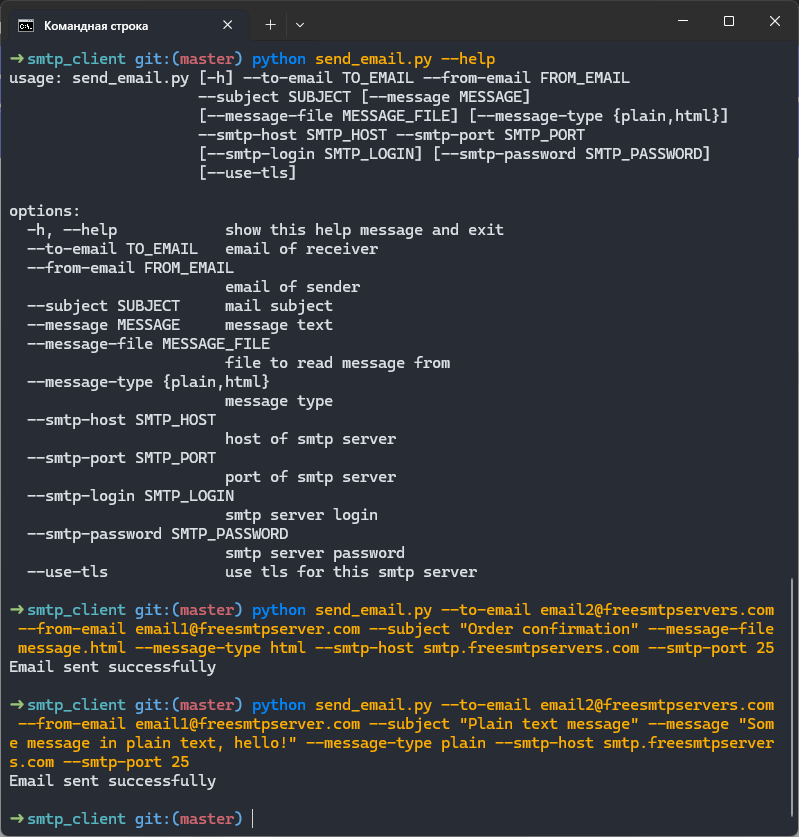 Командная строка
➜ smtp_client git:(master) python send_email.py --help
usage: send_email.py [-h] --to-email TO_EMAIL --from-email FROM_EMAIL
                     --subject SUBJECT [--message MESSAGE]
                     [--message-file MESSAGE_FILE] [--message-type {plain,html}]
                     --smtp-host SMTP_HOST --smtp-port SMTP_PORT
                     [--smtp-login SMTP_LOGIN] [--smtp-password SMTP_PASSWORD]
                     [--use-tls]

options:
  -h, --help            show this help message and exit
  --to-email TO_EMAIL   email of receiver
  --from-email FROM_EMAIL
                        email of sender
  --subject SUBJECT     mail subject
  --message MESSAGE     message text
  --message-file MESSAGE_FILE
                        file to read message from
  --message-type {plain,html}
                        message type
  --smtp-host SMTP_HOST
                        host of smtp server
  --smtp-port SMTP_PORT
                        port of smtp server
  --smtp-login SMTP_LOGIN
                        smtp server login
  --smtp-password SMTP_PASSWORD
                        smtp server password
  --use-tls             use tls for this smtp server

➜ smtp_client git:(master) python send_email.py --to-email email2@freesmtpservers.com
 --from-email email1@freesmtpserver.com --subject "Order confirmation" --message-file
 message.html --message-type html --smtp-host smtp.freesmtpservers.com --smtp-port 25
Email sent successfully

➜ smtp_client git:(master) python send_email.py --to-email email2@freesmtpservers.com
 --from-email email1@freesmtpserver.com --subject "Plain text message" --message "Som
e message in plain text, hello!" --message-type plain --smtp-host smtp.freesmtpserver
s.com --smtp-port 25
Email sent successfully

➜ smtp_client git:(master)